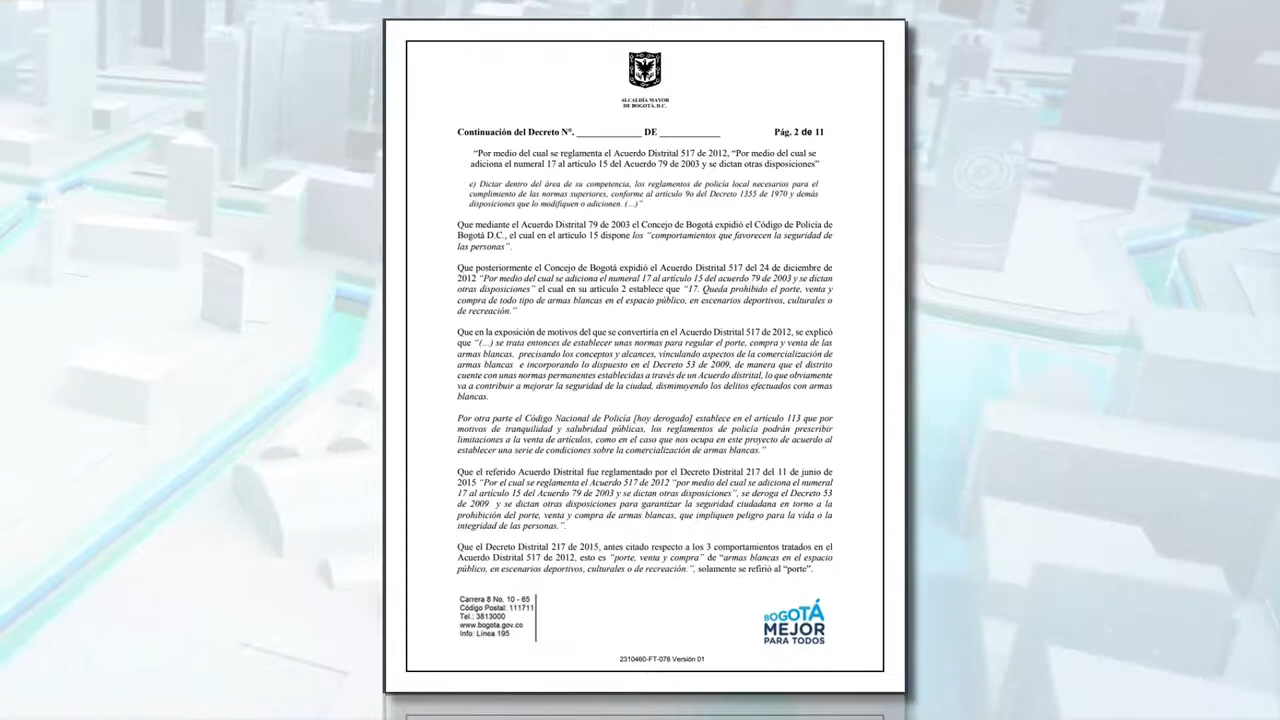 ALCALDÍA MAYOR
DE BOGOTÁ, D.C.
Continuación del Decreto N°. _____________ DE ____________ Pág. 2 de 11
“Por medio del cual se reglamenta el Acuerdo Distrital 517 de 2012, “Por medio del cual se
adiciona el numeral 17 al artículo 15 del Acuerdo 79 de 2003 y se dictan otras disposiciones”
e) Dictar dentro del área de su competencia, los reglamentos de policía local necesarios para el
cumplimiento de las normas superiores, conforme al artículo 9o del Decreto 1355 de 1970 y demás
disposiciones que lo modifiquen o adicionen. (...)”
Que mediante el Acuerdo Distrital 79 de 2003 el Concejo de Bogotá expidió el Código de Policía de
Bogotá D.C., el cual en el artículo 15 dispone los “comportamientos que favorecen la seguridad de
las personas”.
Que posteriormente el Concejo de Bogotá expidió el Acuerdo Distrital 517 del 24 de diciembre de
2012 “Por medio del cual se adiciona el numeral 17 al artículo 15 del acuerdo 79 de 2003 y se dictan
otras disposiciones” el cual en su artículo 2 establece que “17. Queda prohibido el porte, venta y
compra de todo tipo de armas blancas en el espacio público, en escenarios deportivos, culturales o
de recreación.”
Que en la exposición de motivos del que se convertiría en el Acuerdo Distrital 517 de 2012, se explicó
que “(...) se trata entonces de establecer unas normas para regular el porte, compra y venta de las
armas blancas, precisando los conceptos y alcances, vinculando aspectos de la comercialización de
armas blancas e incorporando lo dispuesto en el Decreto 53 de 2009, de manera que el distrito
cuente con unas normas permanentes establecidas a través de un Acuerdo distrital, lo que obviamente
va a contribuir a mejorar la seguridad de la ciudad, disminuyendo los delitos efectuados con armas
blancas.
Por otra parte el Código Nacional de Policía [hoy derogado] establece en el artículo 113 que por
motivos de tranquilidad y salubridad públicas, los reglamentos de policía podrán prescribir
limitaciones a la venta de artículos, como en el caso que nos ocupa en este proyecto de acuerdo al
establecer una serie de condiciones sobre la comercialización de armas blancas.”
Que el referido Acuerdo Distrital fue reglamentado por el Decreto Distrital 217 del 11 de junio de
2015 “Por el cual se reglamenta el Acuerdo 517 de 2012 “por medio del cual se adiciona el numeral
17 al artículo 15 del Acuerdo 79 de 2003 y se dictan otras disposiciones”, se deroga el Decreto 53
de 2009 y se dictan otras disposiciones para garantizar la seguridad ciudadana en torno a la
prohibición del porte, venta y compra de armas blancas, que impliquen peligro para la vida o la
integridad de las personas.”.
Que el Decreto Distrital 217 de 2015, antes citado respecto a los 3 comportamientos tratados en el
Acuerdo Distrital 517 de 2012, esto es “porte, venta y compra” de “armas blancas en el espacio
público, en escenarios deportivos, culturales o de recreación.”, solamente se refirió al “porte”.
Carrera 8 No. 10 - 65
Código Postal: 111711
Tel.: 3813000
www.bogota.gov.co
Info: Línea 195
BOGOTÁ
MEJOR
PARA TODOS
2310460-FT-078 Versión 01